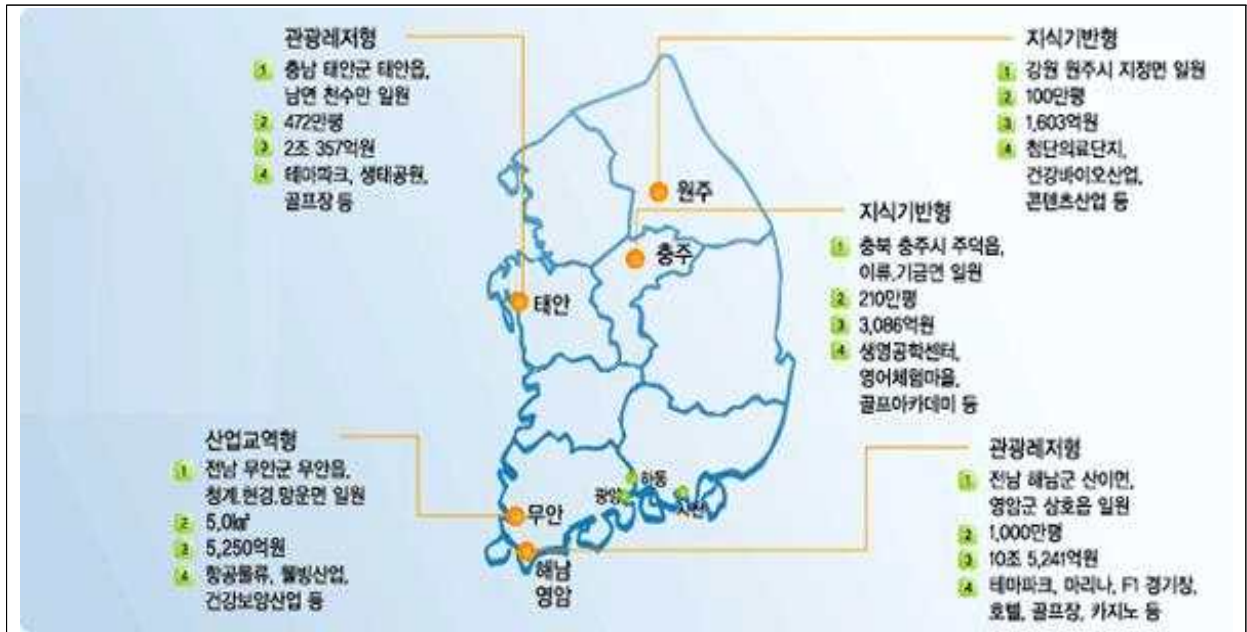 관광레저형
1 충남 태안군 태안읍,
남면 천수만 일원
2 472만평
3 2조 357억원
4 테마파크, 생태공원,
골프장 등
지식기반형
1 강원 원주시 지정면 일원
2 100만평
3 1,603억원
4 첨단의료단지,
건강바이오산업,
콘텐츠산업 등
지식기반형
1 충북 충주시 주덕읍,
이류,가금면 일원
2 210만평
3 3,086억원
4 생명공학센터,
영어체험마을,
골프아카데미 등
산업교역형
1 전남 무안군 무안읍,
청계,현경,망운면 일원
2 5.0㎢
3 5,250억원
4 항공물류, 웰빙산업,
건강보양산업 등
관광레저형
1 전남 해남군 산이면,
영암군 삼호읍 일원
2 1,000만평
3 10조 5,241억원
4 테마파크, 마리나, F1 경기장,
호텔, 골프장, 카지노 등
원주
충주
태안
하동
광양
무안
해남
영암